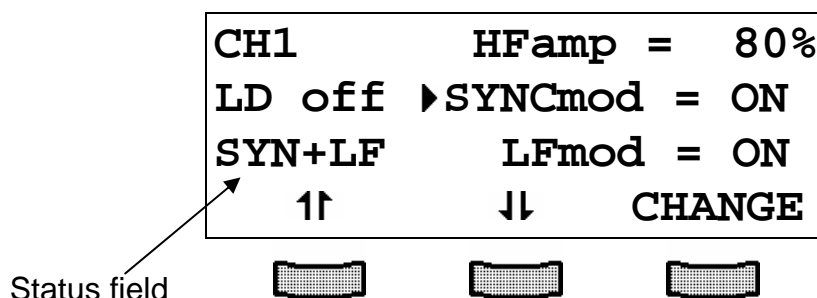 CH1 HFamp = 80%
LD off ▶SYNCmod = ON
SYN+LF LFmod = ON
↿↾ ⇃⇂ CHANGE
Status field